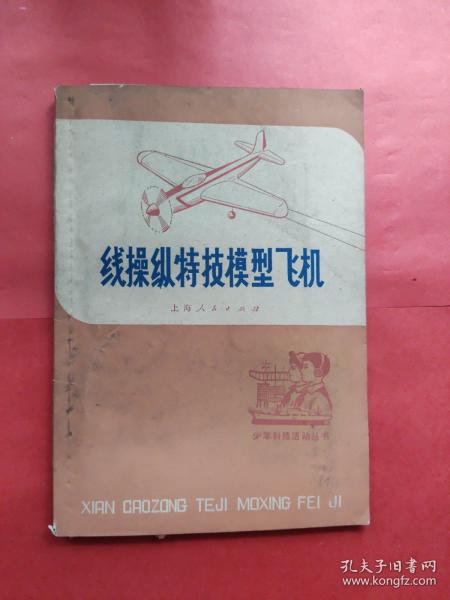 线操纵特技模型飞机
上海人民出版社
少年科技活动丛书
XIAN CAOZONG TEJI MOXING FEI JI
孔夫子旧书网
www.kongfz.com